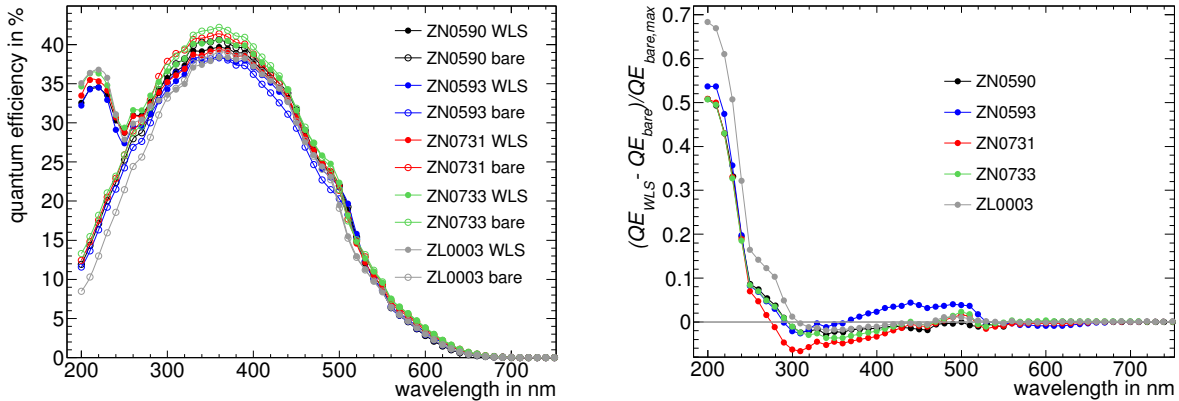 quantum efficiency in %
40
35
30
25
20
15
10
5
0
200 300 400 500 600 700
wavelength in nm
ZN0590 WLS
ZN0590 bare
ZN0593 WLS
ZN0593 bare
ZN0731 WLS
ZN0731 bare
ZN0733 WLS
ZN0733 bare
ZL0003 WLS
ZL0003 bare
(QE_WLS - QE_bare)/QE_bare,max
0.7
0.6
0.5
0.4
0.3
0.2
0.1
0
200 300 400 500 600 700
wavelength in nm
ZN0590
ZN0593
ZN0731
ZN0733
ZL0003